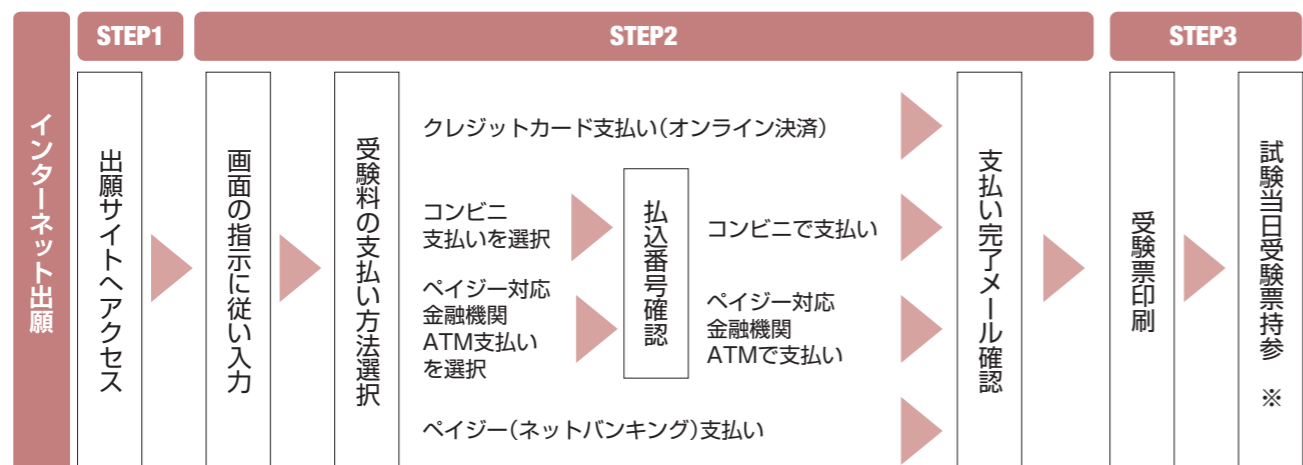 STEP1
STEP2
STEP3
インターネット出願
出願サイトへアクセス
画面の指示に従い入力
受験料の支払い方法選択
クレジットカード支払い(オンライン決済)
コンビニ
支払いを選択
ペイジー対応
金融機関
ATM支払い
を選択
払込番号確認
コンビニで支払い
ペイジー対応
金融機関
ATMで支払い
ペイジー(ネットバンキング)支払い
支払い完了メール確認
受験票印刷
試験当日受験票持参 ※